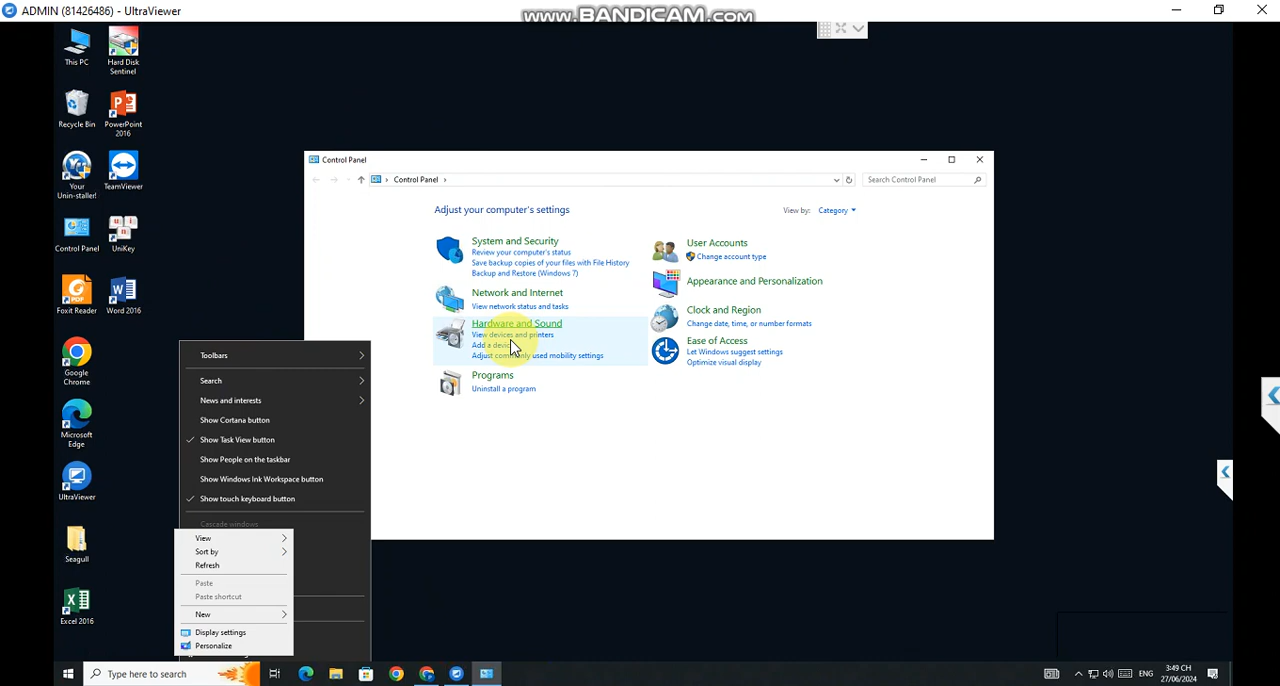 ADMIN (81426486) - UltraViewer
www.BANDICAM.com
This PC
Hard Disk
Sentinel
Recycle Bin
PowerPoint
2016
Your
Unin-staller!
TeamViewer
Control Panel
UniKey
Foxit Reader
Word 2016
Google
Chrome
Microsoft
Edge
UltraViewer
Seagull
Excel 2016
Control Panel
Control Panel
Search Control Panel
Adjust your computer's settings
View by:
Category
System and Security
Review your computer's status
Save backup copies of your files with File History
Backup and Restore (Windows 7)
Network and Internet
View network status and tasks
Hardware and Sound
View devices and printers
Add a device
Adjust commonly used mobility settings
Programs
Uninstall a program
User Accounts
Change account type
Appearance and Personalization
Clock and Region
Change date, time, or number formats
Ease of Access
Let Windows suggest settings
Optimize visual display
Toolbars
Search
News and interests
Show Cortana button
Show Task View button
Show People on the taskbar
Show Windows Ink Workspace button
Show touch keyboard button
Cascade windows
View
Sort by
Refresh
Paste
Paste shortcut
New
Display settings
Personalize
Type here to search
ENG
3:49 CH
27/06/2024